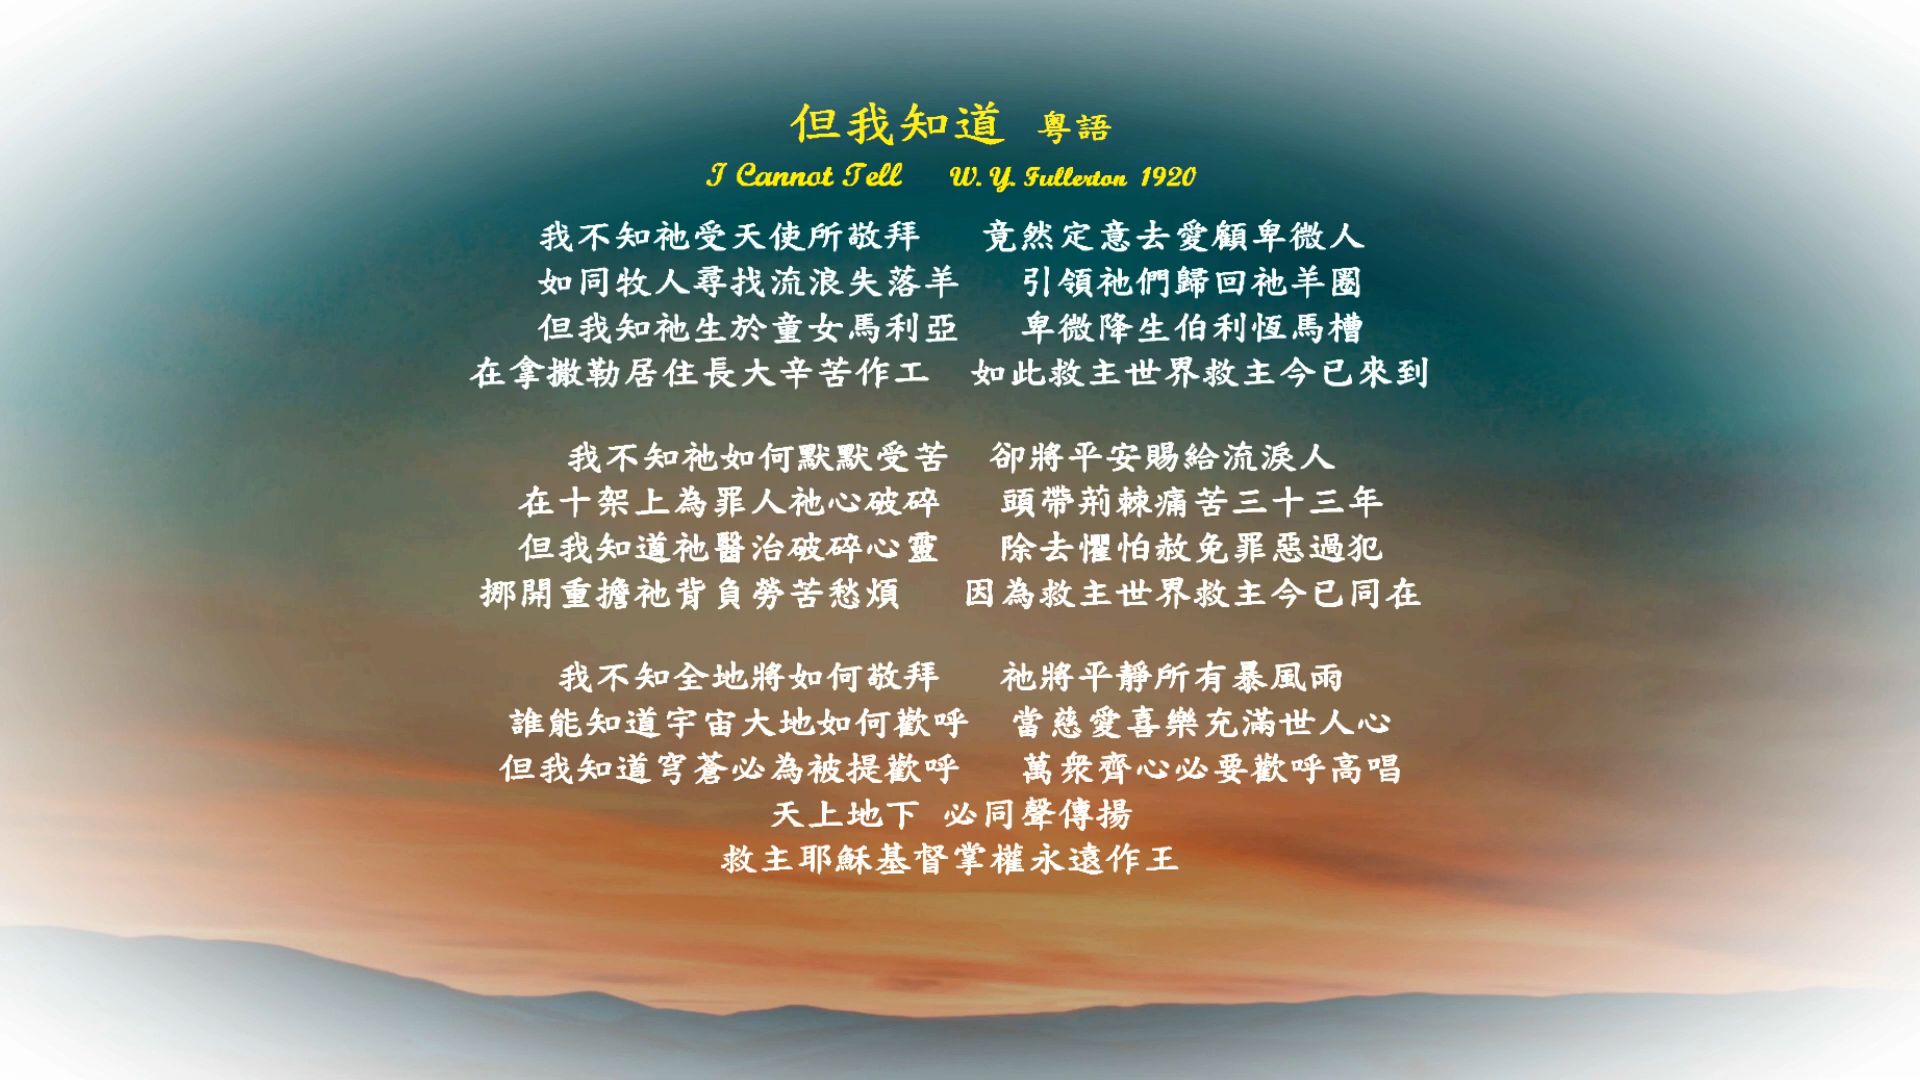 但我知道 粵語
I Cannot Tell W. Y. Fullerton 1920
我不知祂受天使所敬拜 竟然定意去愛顧卑微人
如同牧人尋找流浪失落羊 引領祂們歸回祂羊圈
但我知祂生於童女馬利亞 卑微降生伯利恆馬槽
在拿撒勒居住長大辛苦作工 如此救主世界救主今已來到
我不知祂如何默默受苦 卻將平安賜給流淚人
在十架上為罪人祂心破碎 頭帶荊棘痛苦三十三年
但我知道祂醫治破碎心靈 除去懼怕赦免罪惡過犯
挪開重擔祂背負勞苦愁煩 因為救主世界救主今已同在
我不知全地將如何敬拜 祂將平靜所有暴風雨
誰能知道宇宙大地如何歡呼 當慈愛喜樂充滿世人心
但我知道穹蒼必為被提歡呼 萬衆齊心必要歡呼高唱
天上地下 必同聲傳揚
救主耶穌基督掌權永遠作王